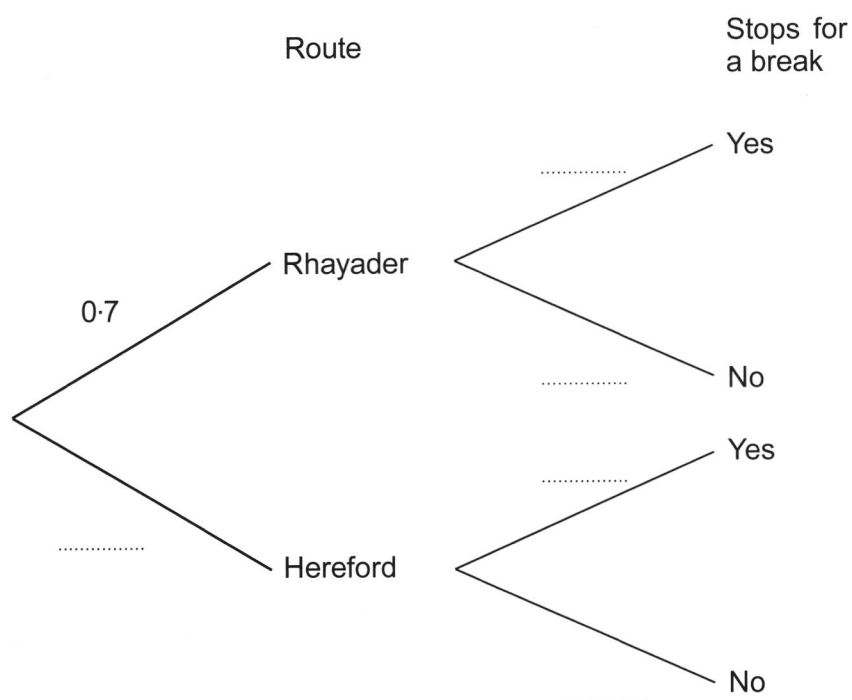 Route
Stops for
a break
Yes
..................
Rhayader
0·7
No
..................
Yes
..................
..................
Hereford
No